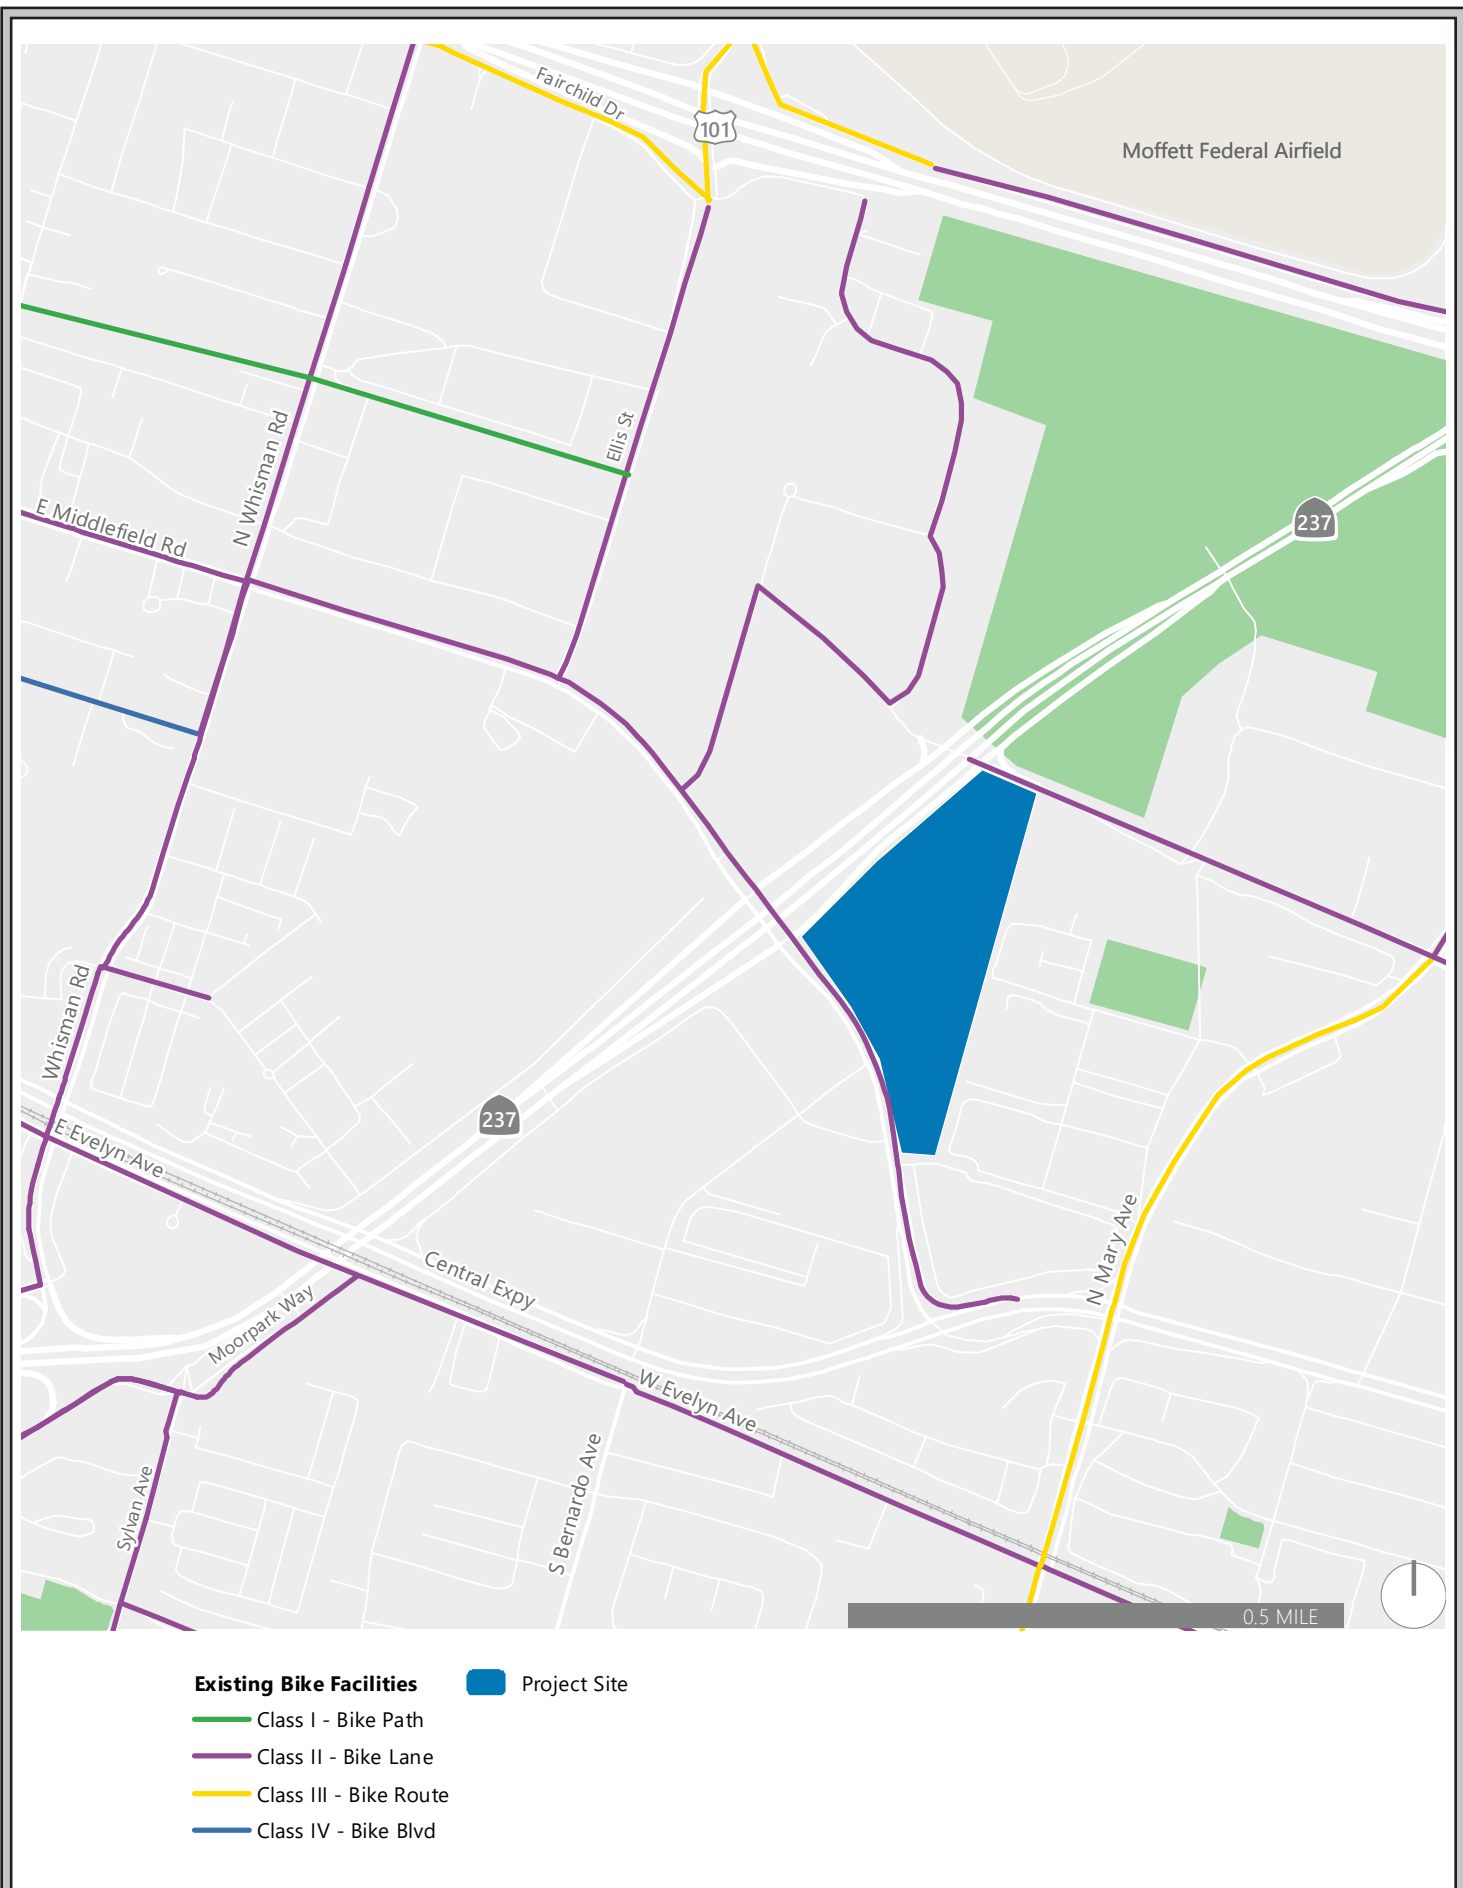 Fairchild Dr
101
Moffett Federal Airfield
Ellis St
N Whisman Rd
E Middlefield Rd
237
Whisman Rd
237
E Evelyn Ave
Central Expy
N Mary Ave
Moorpark Way
W Evelyn Ave
S Bernardo Ave
Sylvan Ave
0.5 MILE
Existing Bike Facilities
Project Site
Class I - Bike Path
Class II - Bike Lane
Class III - Bike Route
Class IV - Bike Blvd